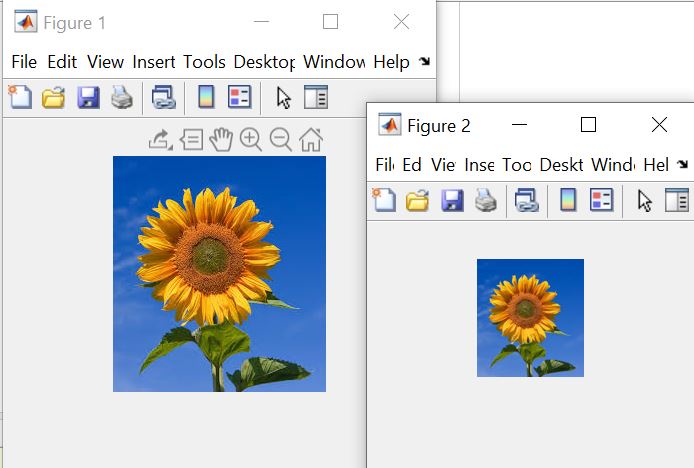 Figure 1
File Edit View Insert Tools Desktop Window Help
Figure 2
Fil Ed Vie Inse Too Deskt Wind Hel